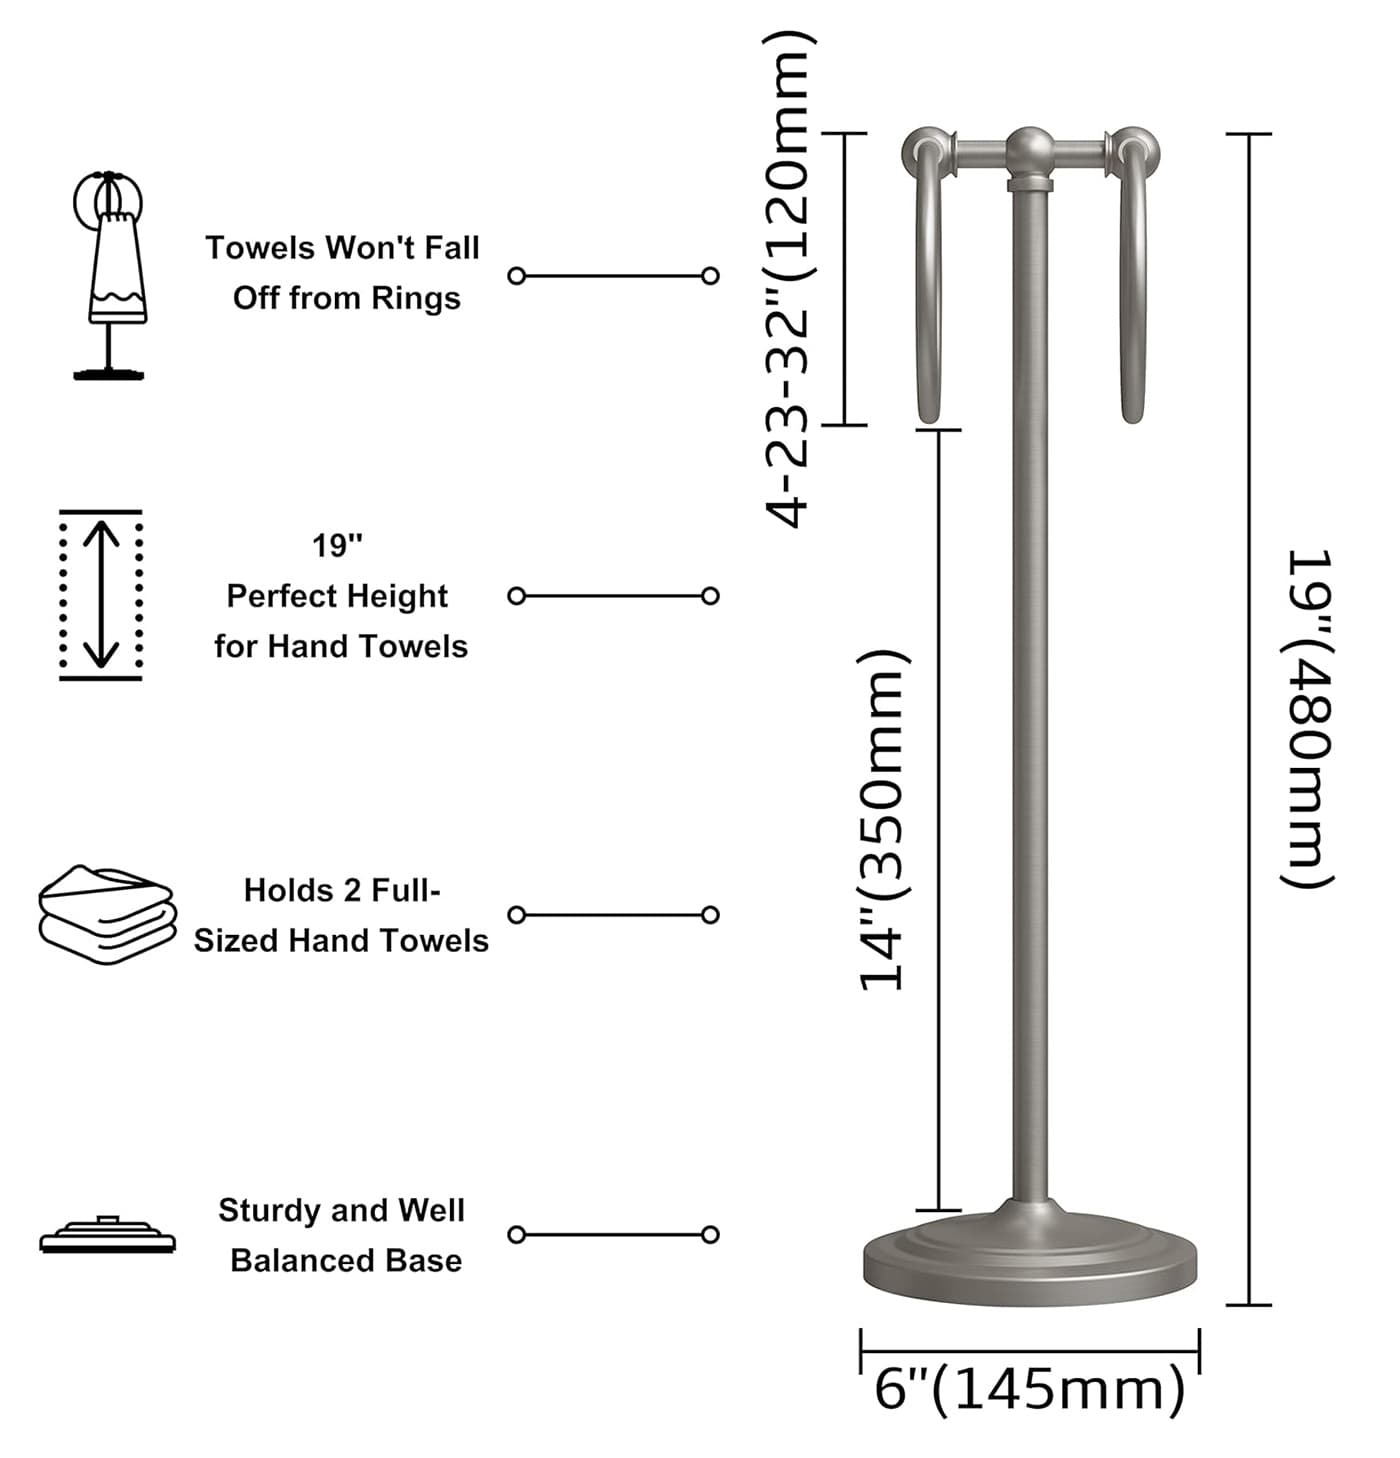 Towels Won't Fall
Off from Rings
19"
Perfect Height
for Hand Towels
Holds 2 Full-
Sized Hand Towels
Sturdy and Well
Balanced Base
4-23-32"(120mm)
14"(350mm)
19"(480mm)
6"(145mm)